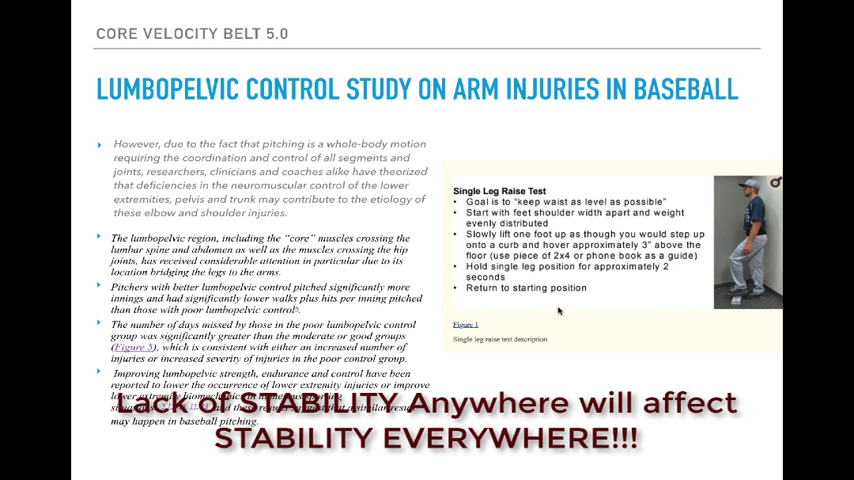 CORE VELOCITY BELT 5.0
LUMBOPELVIC CONTROL STUDY ON ARM INJURIES IN BASEBALL
However, due to the fact that pitching is a whole-body motion
requiring the coordination and control of all segments and
joints, researchers, clinicians and coaches alike have theorized
that deficiencies in the neuromuscular control of the lower
extremities, pelvis and trunk may contribute to the etiology of
these elbow and shoulder injuries.
The lumbopelvic region, including the "core" muscles crossing the
lumbar spine and abdomen as well as the muscles crossing the hip
joints, has received considerable attention in particular due to its
location bridging the legs to the arms.
Pitchers with better lumbopelvic control pitched significantly more
innings and had significantly lower walks plus hits per inning pitched
than those with poor lumbopelvic control
The number of days missed by those in the poor lumbopelvic control
group was significantly greater than the moderate or good groups
(Figure 5), which is consistent with either an increased number of
injuries or increased severity of injuries in the poor control group.
Improving lumbopelvic strength, endurance and control have been
reported to lower the occurrence of lower extremity injuries or improve
lower extremity biomechanics in
may happen in baseball pitching.
Single Leg Raise Test
• Goal is to "keep waist as level as possible"
• Start with feet shoulder width apart and weight
evenly distributed
• Slowly lift one foot up as though you would step up
onto a curb and hover approximately 3" above the
floor (use piece of 2x4 or phone book as a guide)
• Hold single leg position for approximately 2
seconds
• Return to starting position
Figure 1
Single leg raise test description
Lack of STABILITY Anywhere will affect
STABILITY EVERYWHERE!!!